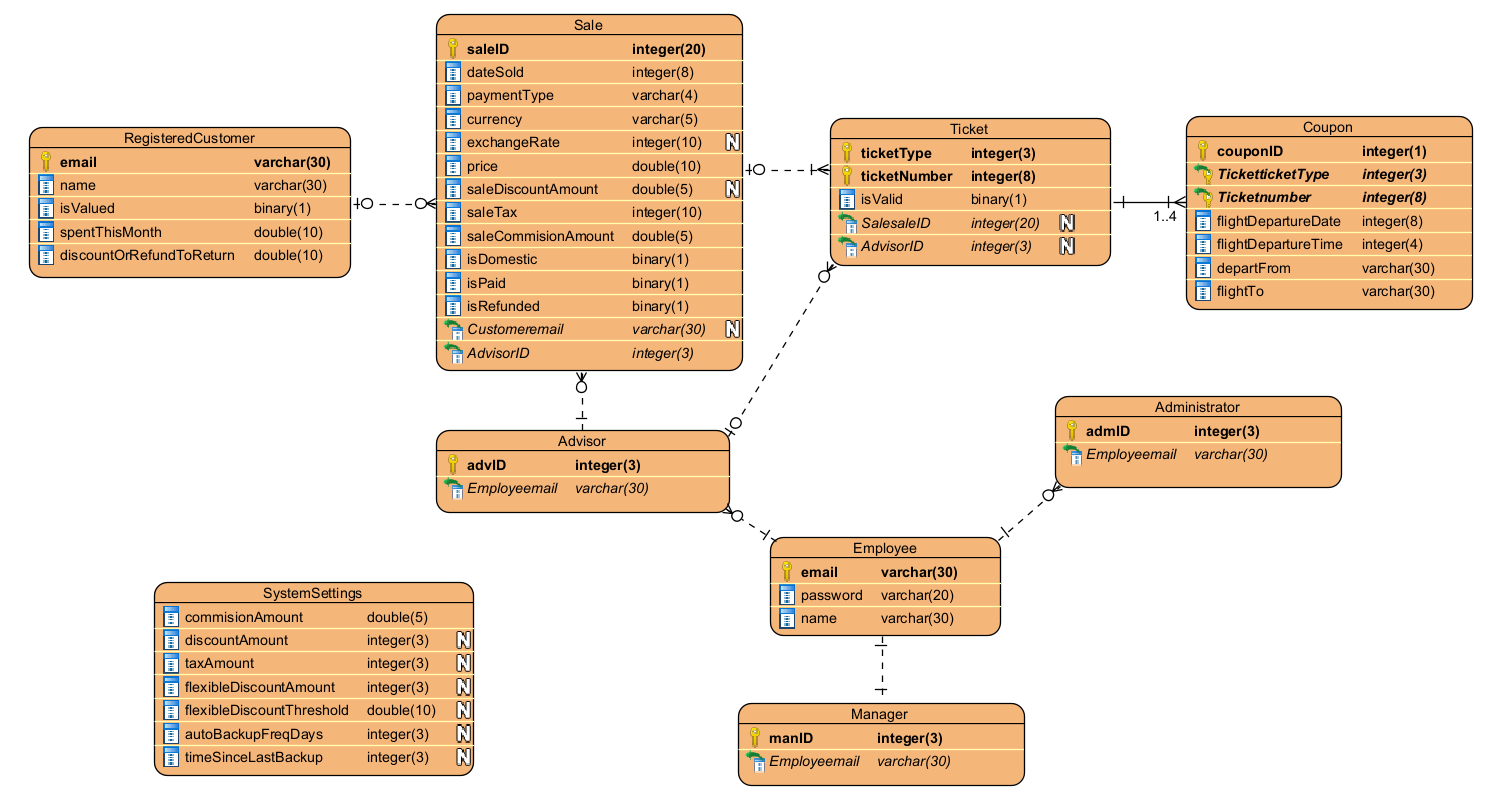 Sale
saleID integer(20)
dateSold integer(8)
paymentType varchar(4)
currency varchar(5)
exchangeRate integer(10) N
price double(10)
saleDiscountAmount double(5) N
saleTax integer(10)
saleCommisionAmount double(5)
isDomestic binary(1)
isPaid binary(1)
isRefunded binary(1)
Customeremail varchar(30) N
AdvisorID integer(3)
RegisteredCustomer
email varchar(30)
name varchar(30)
isValued binary(1)
spentThisMonth double(10)
discountOrRefundToReturn double(10)
Ticket
ticketType integer(3)
ticketNumber integer(8)
isValid binary(1)
SalesaleID integer(20) N
AdvisorID integer(3) N
1..4
Coupon
couponID integer(1)
TicketticketType integer(3)
Ticketnumber integer(8)
flightDepartureDate integer(8)
flightDepartureTime integer(4)
departFrom varchar(30)
flightTo varchar(30)
Advisor
advID integer(3)
Employeemail varchar(30)
Administrator
admID integer(3)
Employeemail varchar(30)
Employee
email varchar(30)
password varchar(20)
name varchar(30)
SystemSettings
commisionAmount double(5)
discountAmount integer(3) N
taxAmount integer(3) N
flexibleDiscountAmount integer(3) N
flexibleDiscountThreshold double(10) N
autoBackupFreqDays integer(3) N
timeSinceLastBackup integer(3) N
Manager
manID integer(3)
Employeemail varchar(30)